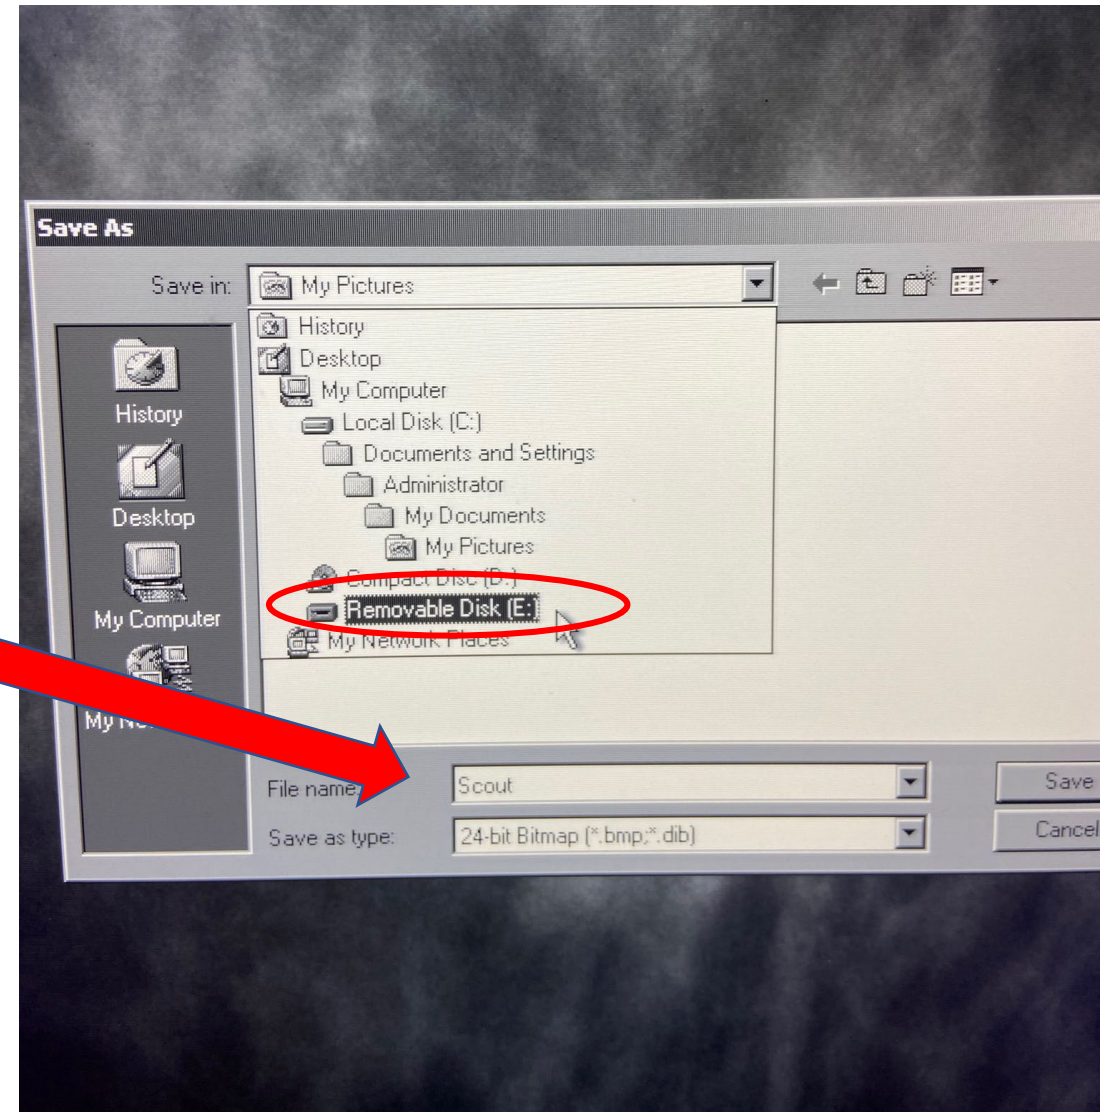 Save As
Save in:
My Pictures
History
Desktop
My Computer
Local Disk (C:)
Documents and Settings
Administrator
My Documents
My Pictures
Compact Disc (D:)
Removable Disk (E:
My Network Places
History
Desktop
My Computer
My
File name:
Scout
Save
Save as type:
24-bit Bitmap (*.bmp;*.dib)
Cancel